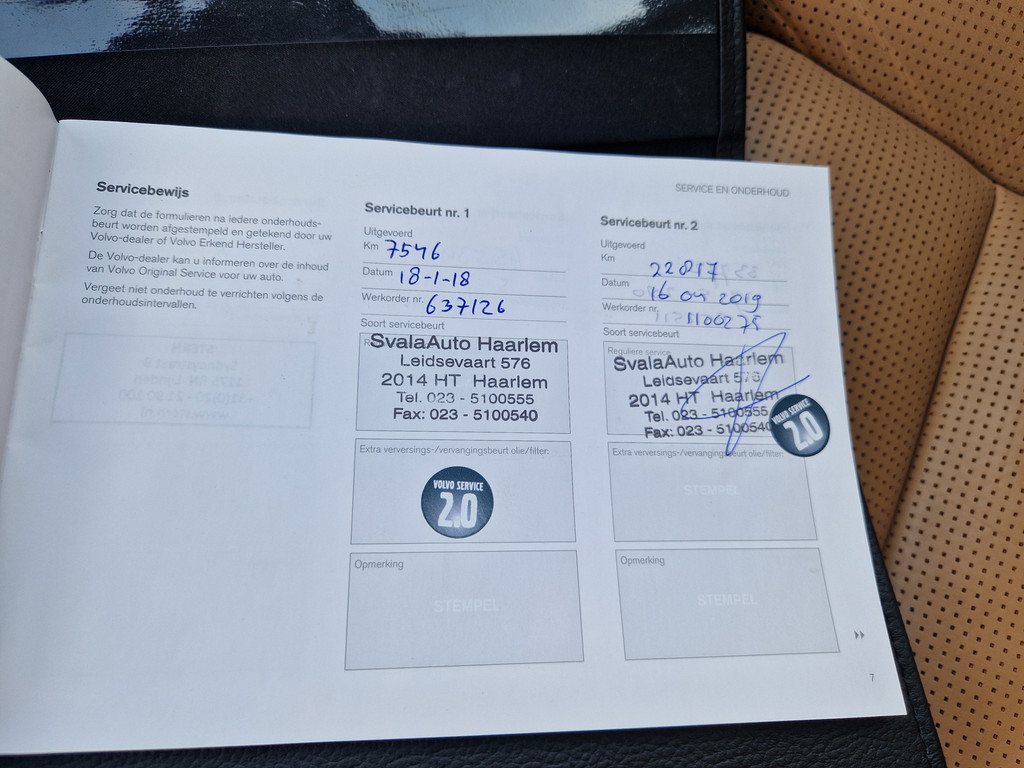 SERVICE EN ONDERHOUD
Servicebewijs
Zorg dat de formulieren na iedere onderhouds-
beurt worden afgestempeld en getekend door uw
Volvo-dealer of Volvo Erkend Hersteller.
De Volvo-dealer kan u informeren over de inhoud
van Volvo Original Service voor uw auto.
Vergeet niet onderhoud te verrichten volgens de
onderhoudsintervallen.
Servicebeurt nr. 1
Uitgevoerd
Km 7546
Datum 18-1-18
Werkorder nr. 637126
Soort servicebeurt
SvalaAuto Haarlem
Leidsevaart 576
2014 HT Haarlem
Tel. 023 - 5100555
Fax: 023 - 5100540
Extra verversings-/vervangingsbeurt olie/filter:
VOLVO SERVICE
2.0
Opmerking
STEMPEL
Servicebeurt nr. 2
Uitgevoerd
Km 22817
Datum 16 04 2019
Werkorder nr. 1100275
Soort servicebeurt
Reguliere service
SvalaAuto Haarlem
Leidsevaart 576
2014 HT Haarlem
Tel. 023 - 5100555
Fax: 023 - 5100540
VOLVO SERVICE
2.0
Extra verversings-/vervangingsbeurt olie/filter:
STEMPEL
Opmerking
STEMPEL
7